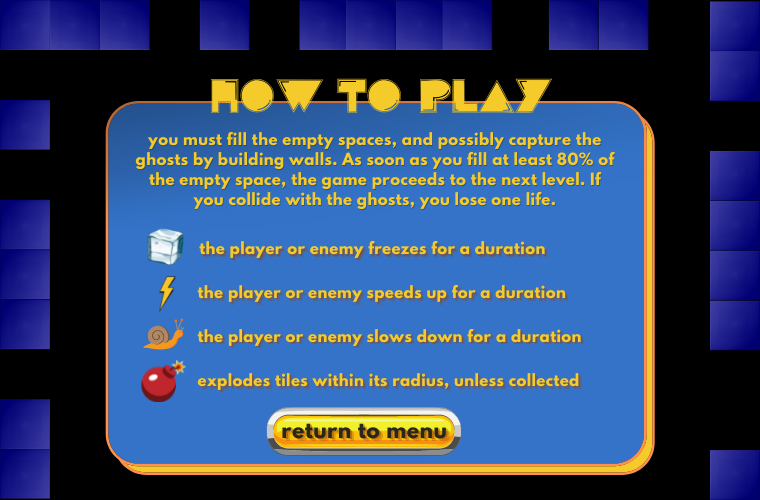 HOW TO PLAY
you must fill the empty spaces, and possibly capture the
ghosts by building walls. As soon as you fill at least 80% of
the empty space, the game proceeds to the next level. If
you collide with the ghosts, you lose one life.
the player or enemy freezes for a duration
the player or enemy speeds up for a duration
the player or enemy slows down for a duration
explodes tiles within its radius, unless collected
return to menu